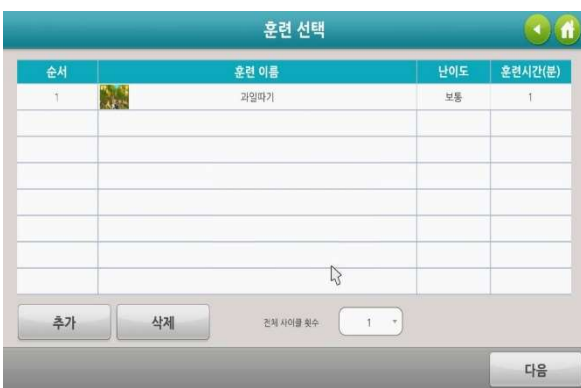 훈련 선택
순서 훈련 이름 난이도 훈련시간(분)
1 과일따기 보통 1
추가 삭제 전체 사이클 횟수 1
다음